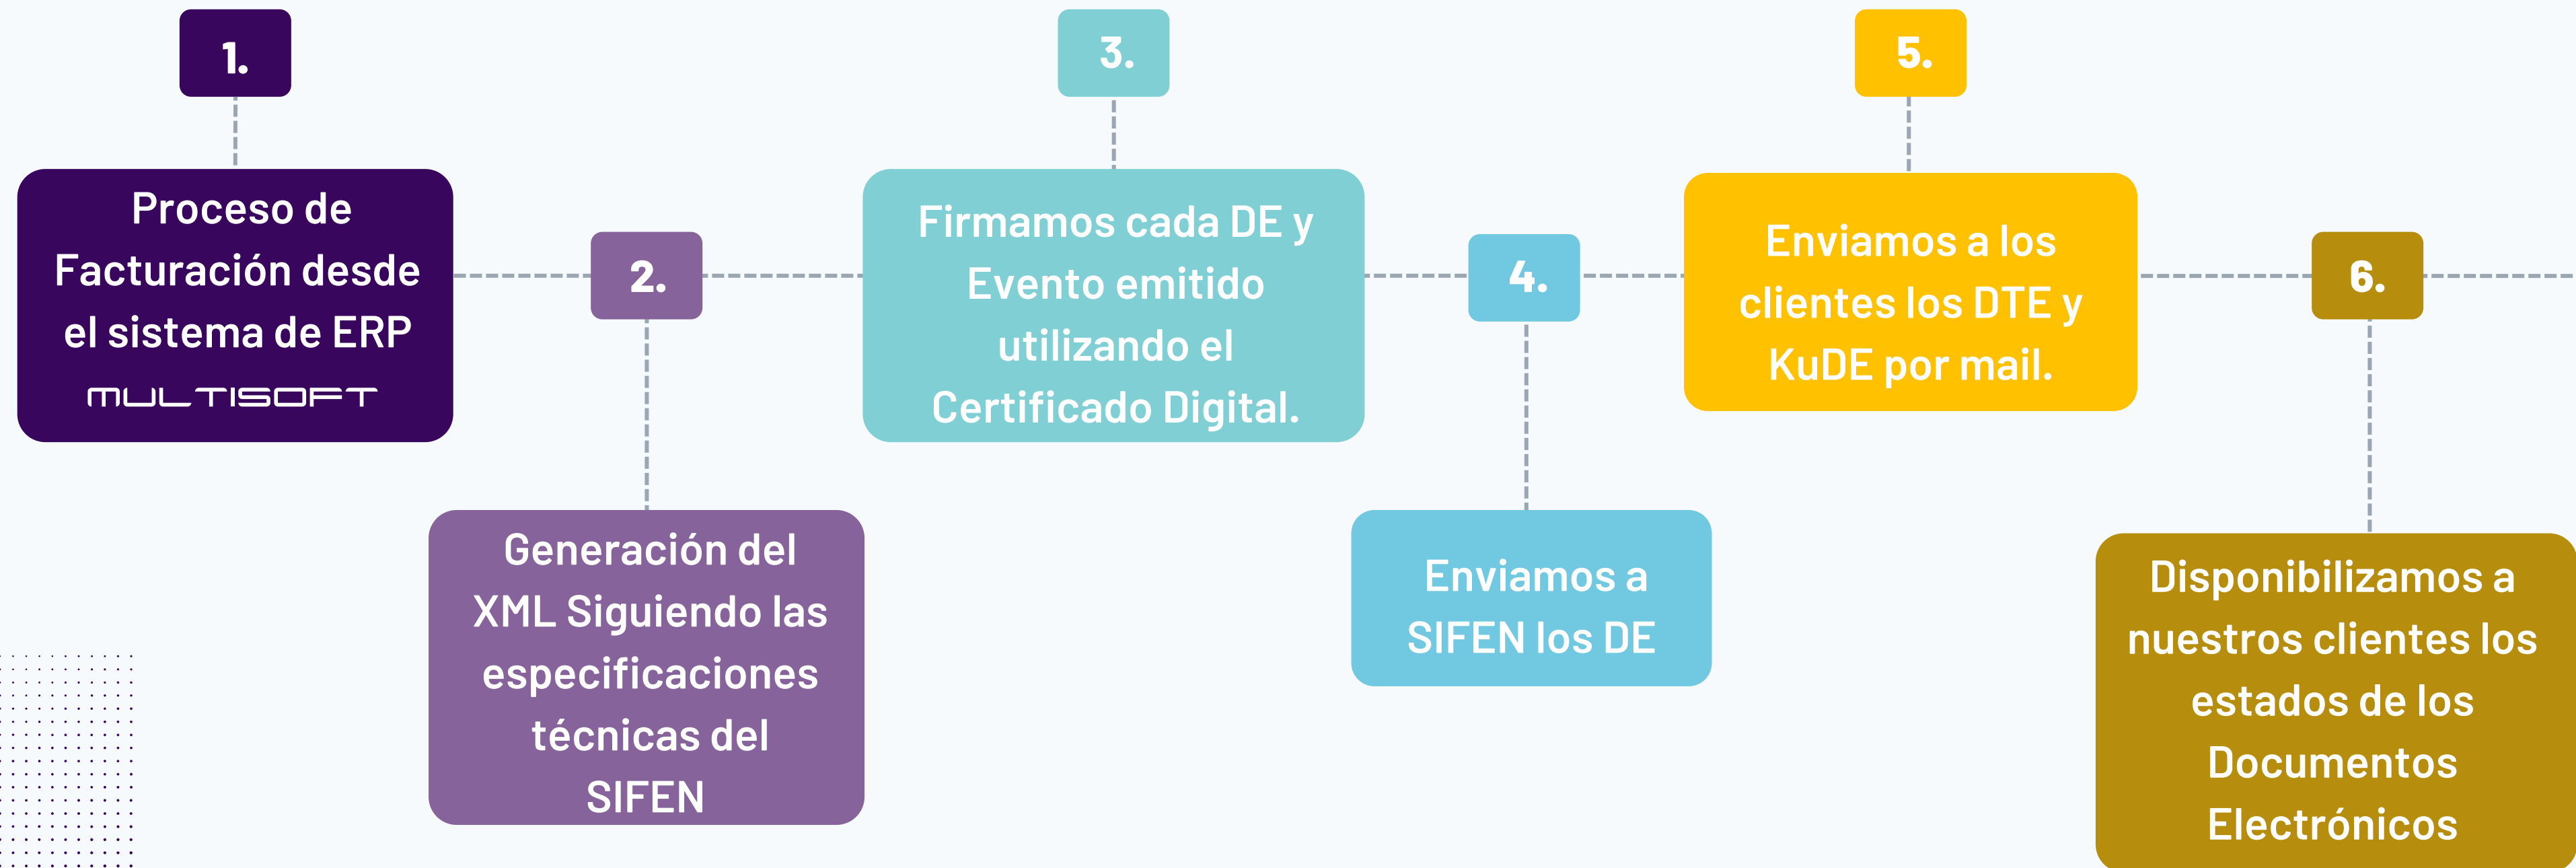 1.
Proceso de
Facturación desde
el sistema de ERP
MULTISOFT
2.
Generación del
XML Siguiendo las
especificaciones
técnicas del
SIFEN
3.
Firmamos cada DE y
Evento emitido
utilizando el
Certificado Digital.
4.
Enviamos a
SIFEN los DE
5.
Enviamos a los
clientes los DTE y
KuDE por mail.
6.
Disponibilizamos a
nuestros clientes los
estados de los
Documentos
Electrónicos